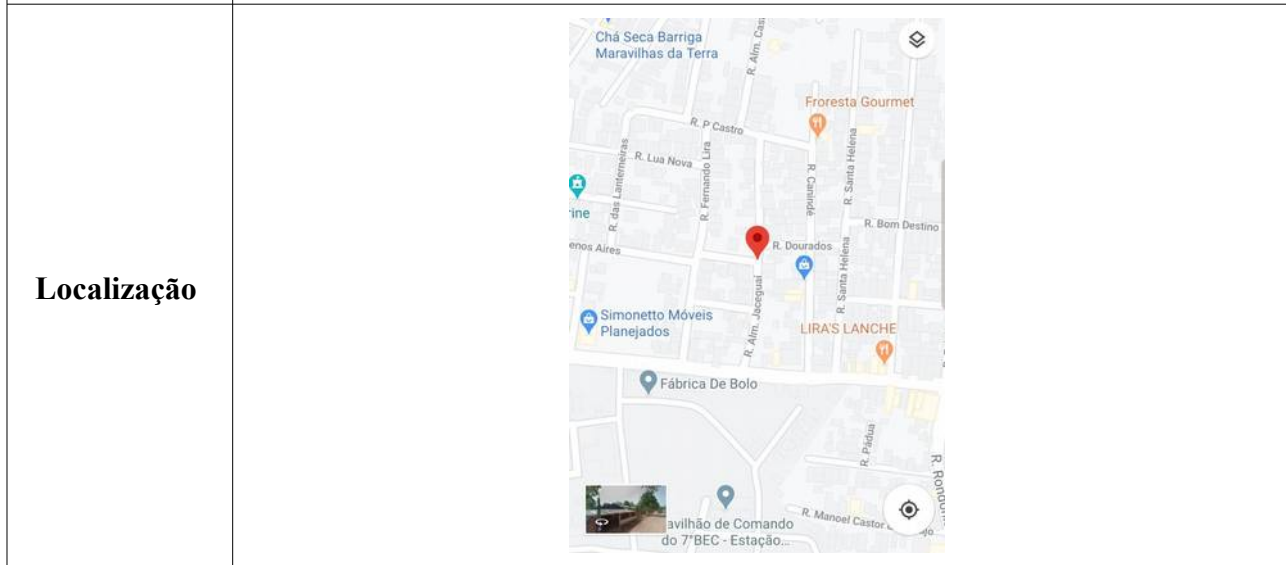 Localização
Chá Seca Barriga
Maravilhas da Terra
R. Alm. Cas
Froresta Gourmet
R. P Castro
R. Lua Nova
R. das Lanterneiras
R. Fernando Lira
R. Canindé
R. Santa Helena
rine
R. Bom Destino
enos Aires
R. Dourados
R. Santa Helena
R. Alm. Jaceguai
Simonetto Móveis
Planejados
LIRA'S LANCHE
Fábrica De Bolo
R. Pádua
R. Rondon
R. Manoel Castor
avilhão de Comando
do 7°BEC - Estação...